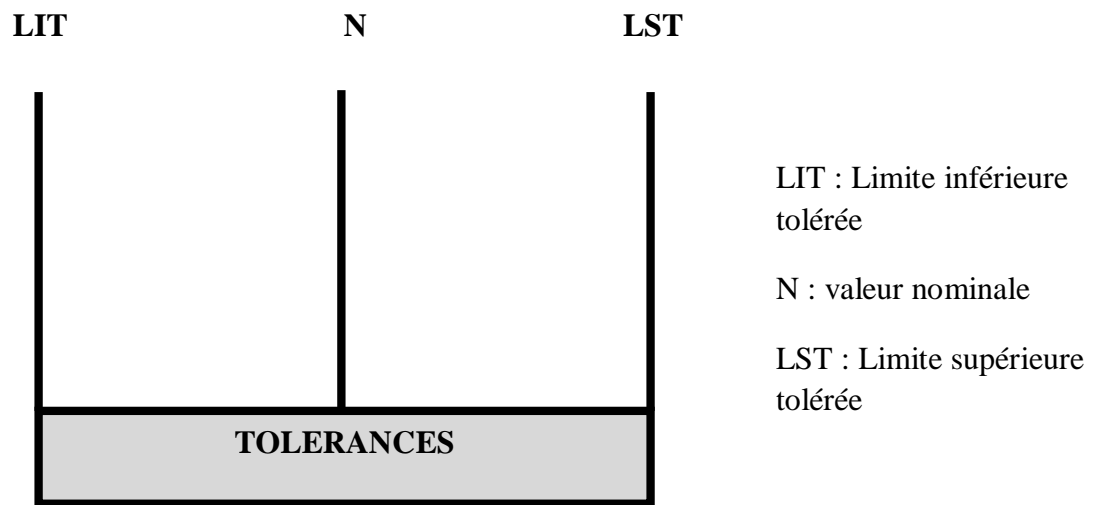 LIT N LST
LIT : Limite inférieure
tolérée
N : valeur nominale
LST : Limite supérieure
tolérée
TOLERANCES